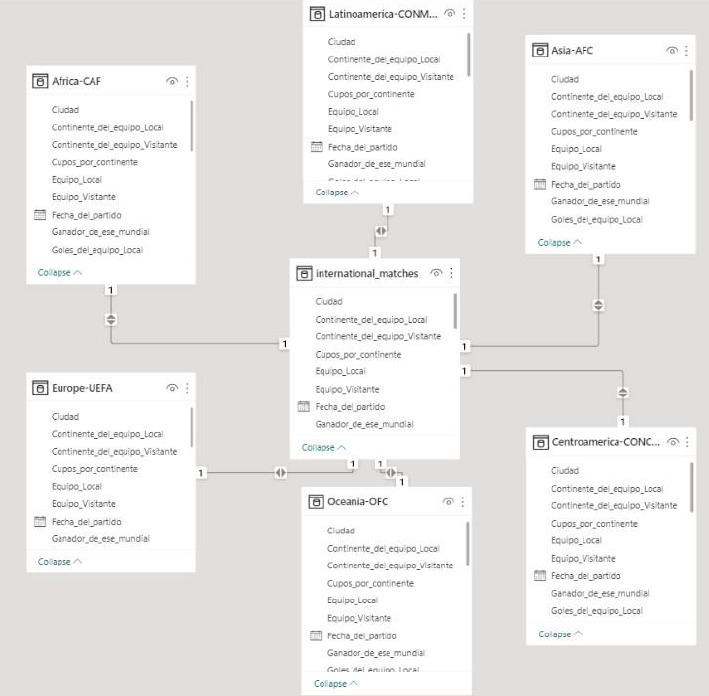 Latinoamerica-CONM...
Ciudad
Continente_del_equipo_Local
Continente_del_equipo_Visitante
Cupos_por_continente
Equipo_Local
Equipo_Visitante
Fecha_del_partido
Ganador_de_ese_mundial
Goles_del_equipo_Local
Collapse
Asia-AFC
Ciudad
Continente_del_equipo_Local
Continente_del_equipo_Visitante
Cupos_por_continente
Equipo_Local
Equipo_Visitante
Fecha_del_partido
Ganador_de_ese_mundial
Goles_del_equipo_Local
Collapse
Africa-CAF
Ciudad
Continente_del_equipo_Local
Continente_del_equipo_Visitante
Cupos_por_continente
Equipo_Local
Equipo_Visitante
Fecha_del_partido
Ganador_de_ese_mundial
Goles_del_equipo_Local
Collapse
1
1
1
1
1
1
1
1
1
1
1
1
international_matches
Ciudad
Continente_del_equipo_Local
Continente_del_equipo_Visitante
Cupos_por_continente
Equipo_Local
Equipo_Visitante
Fecha_del_partido
Ganador_de_ese_mundial
Collapse
Europe-UEFA
Ciudad
Continente_del_equipo_Local
Continente_del_equipo_Visitante
Cupos_por_continente
Equipo_Local
Equipo_Visitante
Fecha_del_partido
Ganador_de_ese_mundial
Collapse
Centroamerica-CONC...
Ciudad
Continente_del_equipo_Local
Continente_del_equipo_Visitante
Cupos_por_continente
Equipo_Local
Equipo_Visitante
Fecha_del_partido
Ganador_de_ese_mundial
Goles_del_equipo_Local
Collapse
Oceania-OFC
Ciudad
Continente_del_equipo_Local
Continente_del_equipo_Visitante
Cupos_por_continente
Equipo_Local
Equipo_Visitante
Fecha_del_partido
Ganador_de_ese_mundial
Goles_del_equipo_Local
Collapse